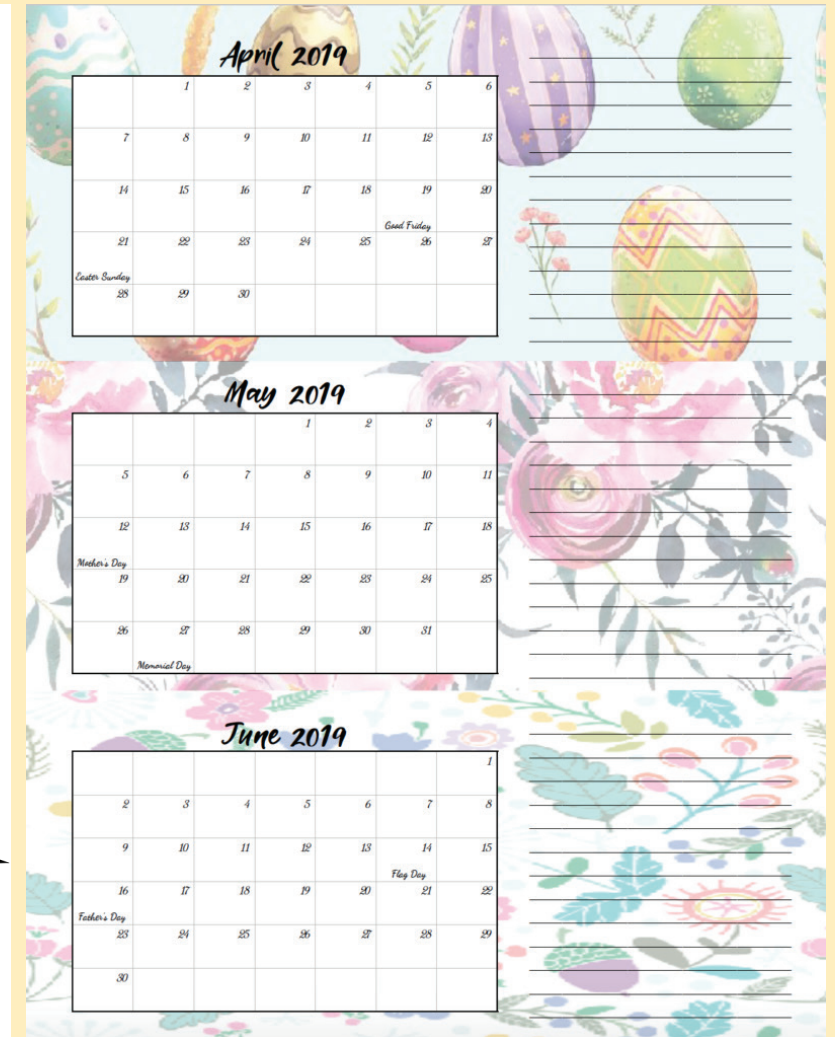 April 2019
1 2 3 4 5 6
7 8 9 10 11 12 13
14 15 16 17 18 19 20
Good Friday
21 22 23 24 25 26 27
Easter Sunday
28 29 30
May 2019
1 2 3 4
5 6 7 8 9 10 11
12 13 14 15 16 17 18
Mother's Day
19 20 21 22 23 24 25
26 27 28 29 30 31
Memorial Day
June 2019
1
2 3 4 5 6 7 8
9 10 11 12 13 14 15
Flag Day
16 17 18 19 20 21 22
Father's Day
23 24 25 26 27 28 29
30